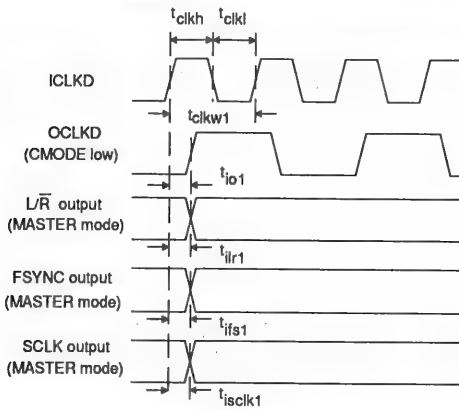 tclkh tclkl
ICLKD
tclkw1
OCLKD
(CMODE low)
tio1
L/R̅ output
(MASTER mode)
tilr1
FSYNC output
(MASTER mode)
tifs1
SCLK output
(MASTER mode)
tisclk1